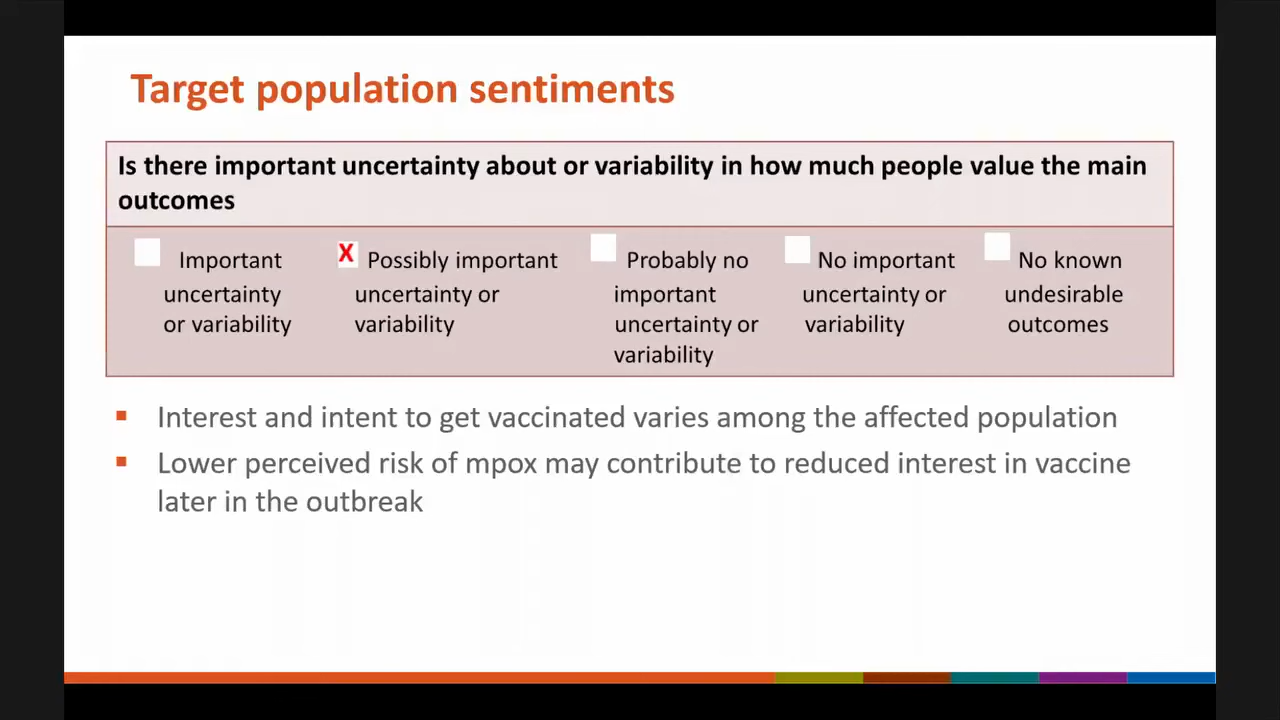 Target population sentiments
Is there important uncertainty about or variability in how much people value the main
outcomes
Important
uncertainty
or variability
X Possibly important
uncertainty or
variability
Probably no
important
uncertainty or
variability
No important
uncertainty or
variability
No known
undesirable
outcomes
▪ Interest and intent to get vaccinated varies among the affected population
▪ Lower perceived risk of mpox may contribute to reduced interest in vaccine
later in the outbreak